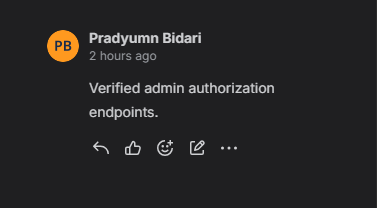 PB
Pradyumn Bidari
2 hours ago
Verified admin authorization
endpoints.